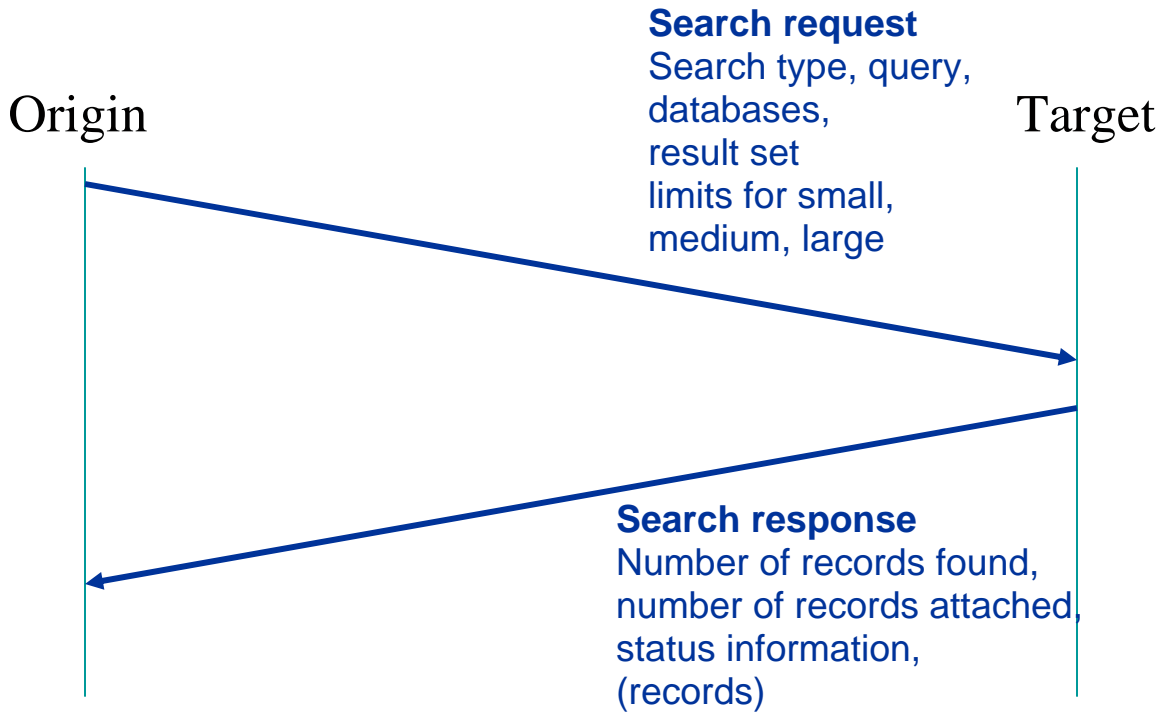 Search request
Search type, query,
databases,
result set
limits for small,
medium, large
Origin
Target
Search response
Number of records found,
number of records attached,
status information,
(records)